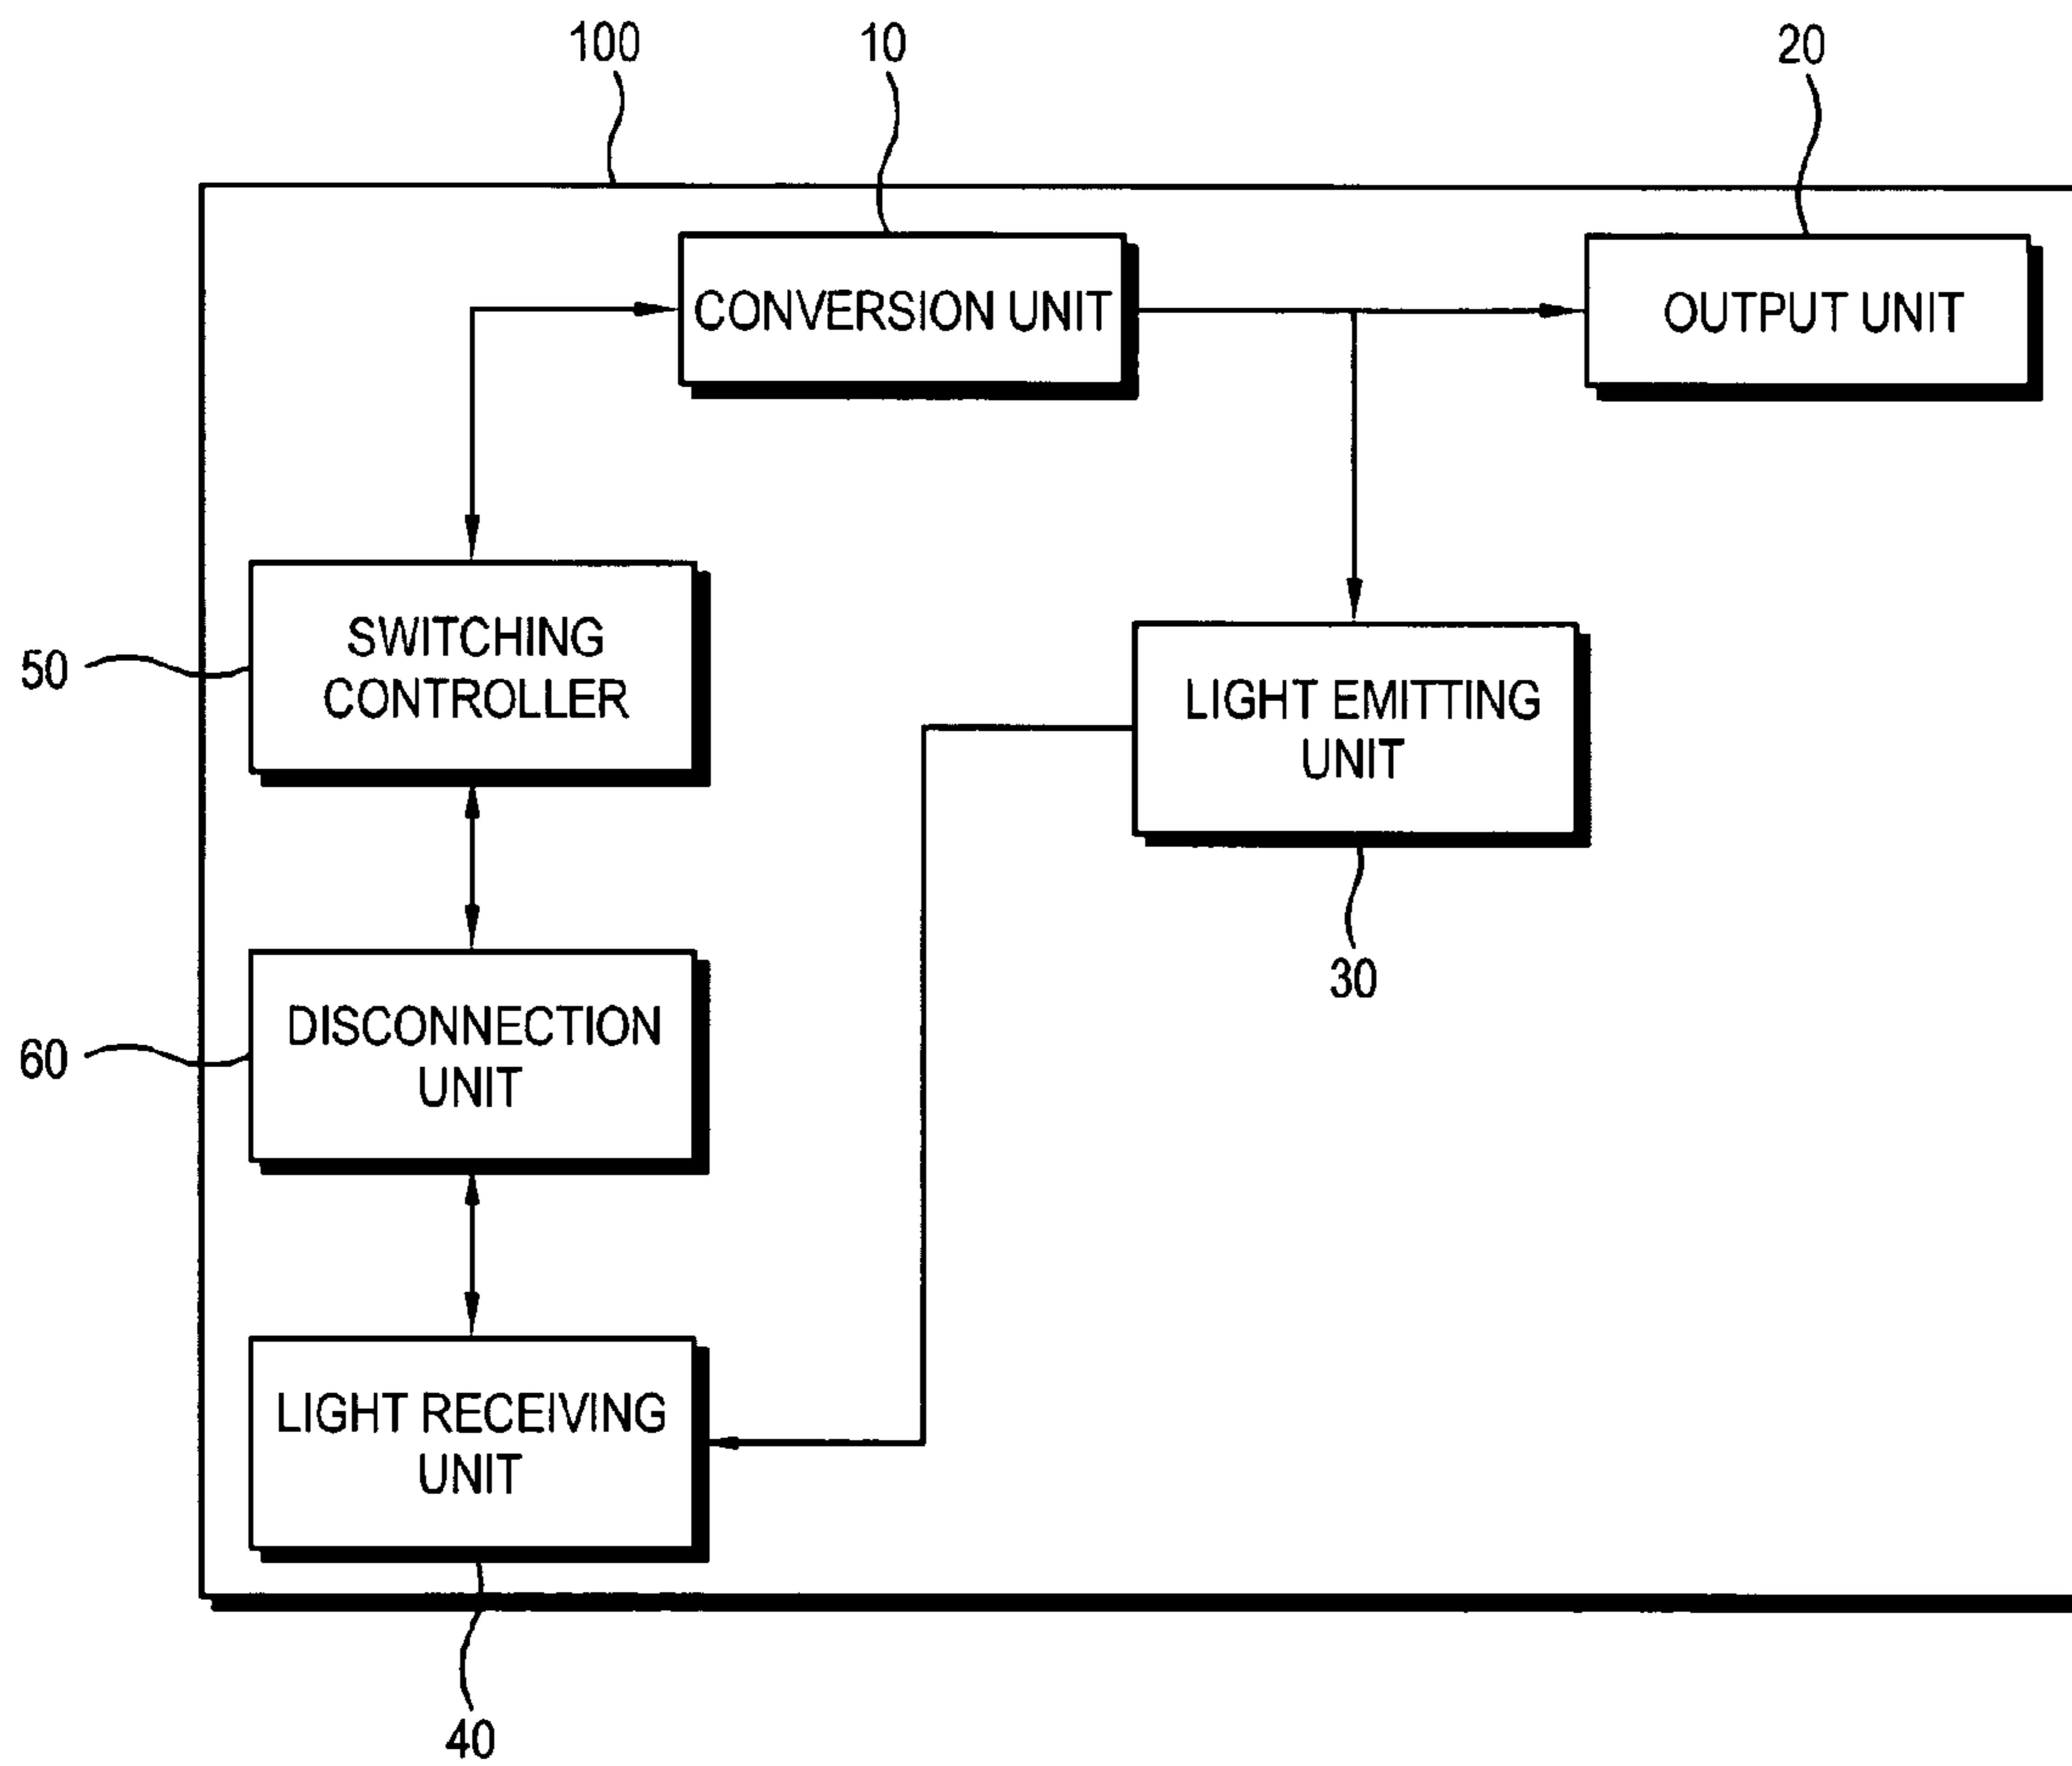 100
10
20
CONVERSION UNIT
OUTPUT UNIT
SWITCHING
CONTROLLER
50
LIGHT EMITTING
UNIT
30
DISCONNECTION
UNIT
60
LIGHT RECEIVING
UNIT
40